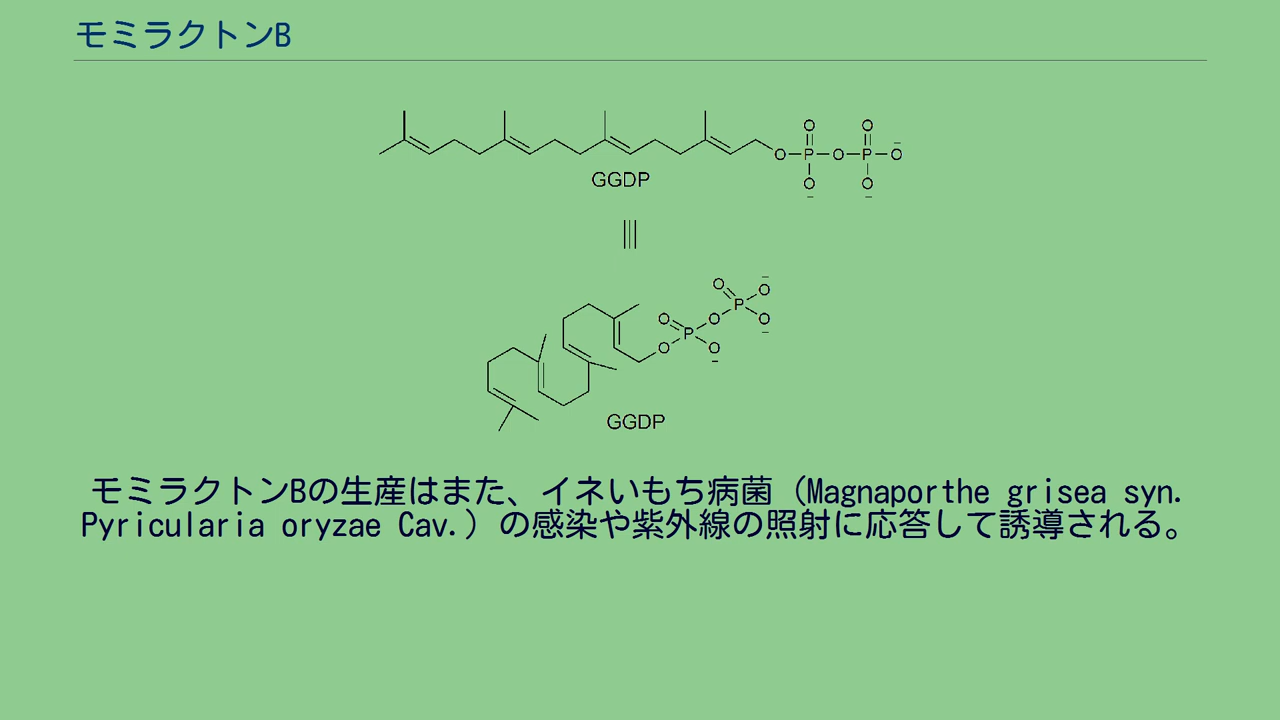 モミラクトンB
O O
O P O P O⁻
O⁻ O⁻
GGDP
O O⁻
O P
O P O O⁻
O O⁻
GGDP
モミラクトンBの生産はまた、イネいもち病菌（Magnaporthe grisea syn.
Pyricularia oryzae Cav.）の感染や紫外線の照射に応答して誘導される。